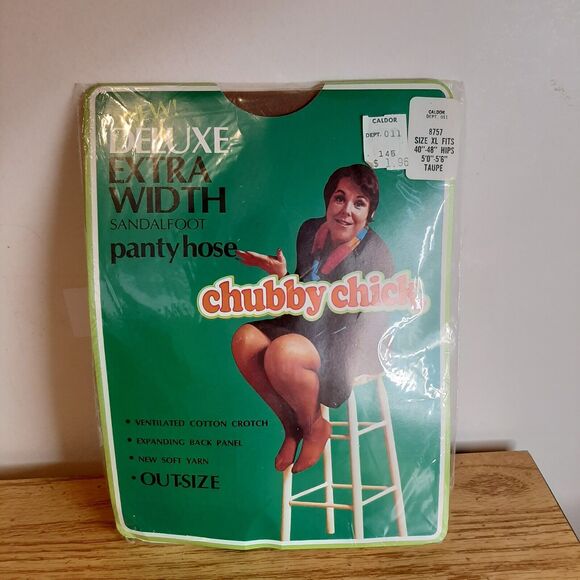 NEW!
DELUXE
EXTRA
WIDTH
SANDALFOOT
panty hose
chubby chick
• VENTILATED COTTON CROTCH
• EXPANDING BACK PANEL
• NEW SOFT YARN
• OUTSIZE
CALDOR
DEPT. 011
145
$ 1.96
CALDOR
DEPT. 011
8757
SIZE XL FITS
40"-48" HIPS
5'0"-5'6"
TAUPE